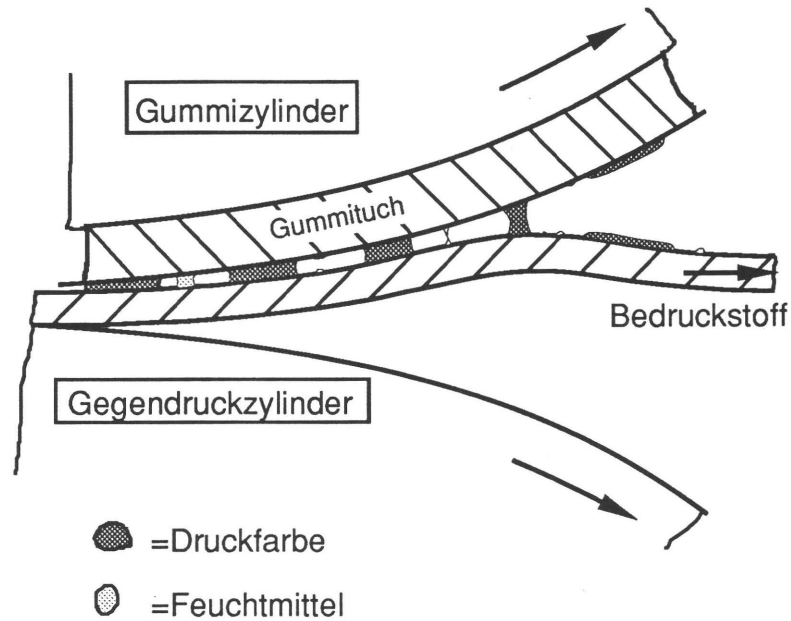 Gummizylinder
Gummituch
Bedruckstoff
Gegendruckzylinder
=Druckfarbe
=Feuchtmittel